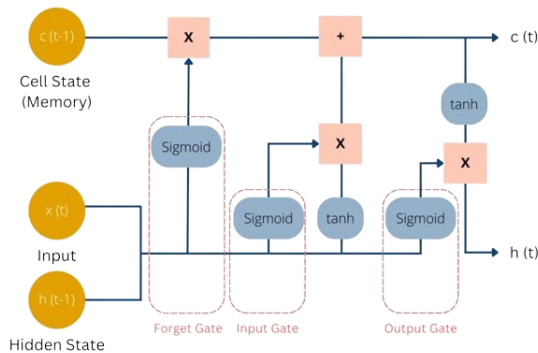 c (t-1)
X
+
c (t)
Cell State
(Memory)
tanh
Sigmoid
X
X
x (t)
Sigmoid
tanh
Sigmoid
Input
h (t)
h (t-1)
Forget Gate
Input Gate
Output Gate
Hidden State